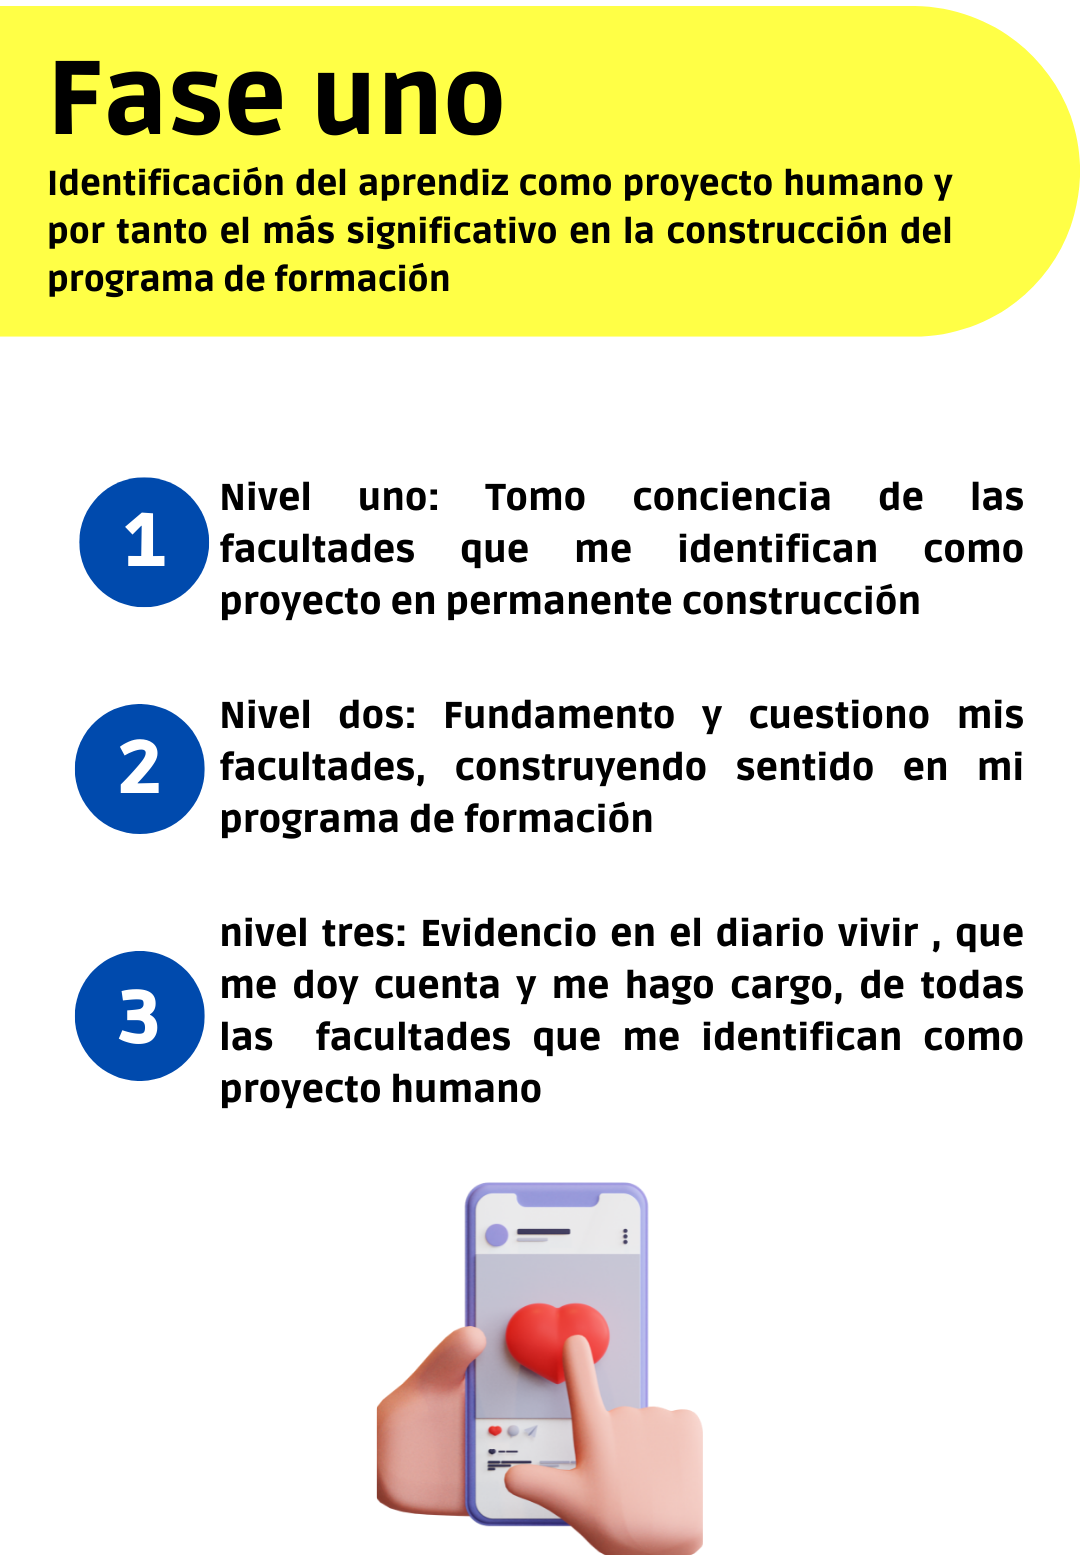 Fase uno
Identificación del aprendiz como proyecto humano y
por tanto el más significativo en la construcción del
programa de formación
1
Nivel uno: Tomo conciencia de las
facultades que me identifican como
proyecto en permanente construcción
2
Nivel dos: Fundamento y cuestiono mis
facultades, construyendo sentido en mi
programa de formación
3
nivel tres: Evidencio en el diario vivir , que
me doy cuenta y me hago cargo, de todas
las facultades que me identifican como
proyecto humano